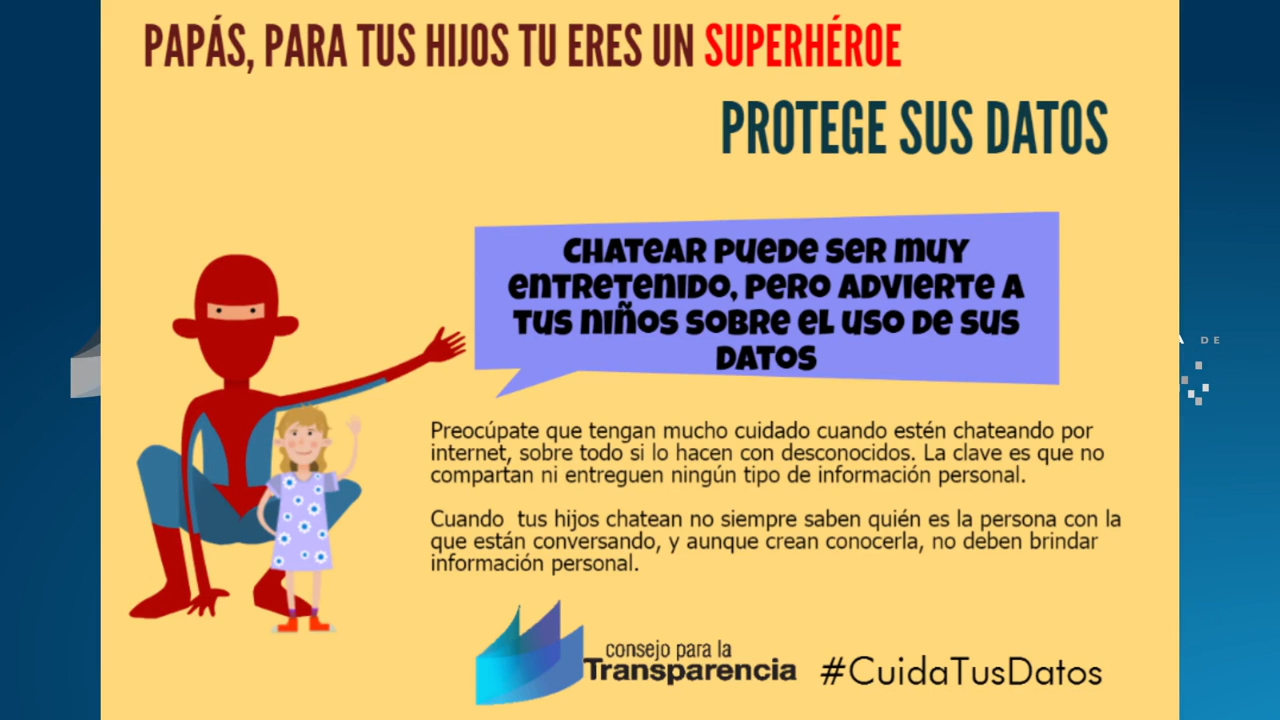 PAPÁS, PARA TUS HIJOS TU ERES UN SUPERHÉROE
PROTEGE SUS DATOS
CHATEAR PUEDE SER MUY
ENTRETENIDO, PERO ADVIERTE A
TUS NIÑOS SOBRE EL USO DE SUS
DATOS
A DE
Preocúpate que tengan mucho cuidado cuando estén chateando por
internet, sobre todo si lo hacen con desconocidos. La clave es que no
compartan ni entreguen ningún tipo de información personal.
Cuando tus hijos chatean no siempre saben quién es la persona con la
que están conversando, y aunque crean conocerla, no deben brindar
información personal.
consejo para la
Transparencia
#CuidaTusDatos